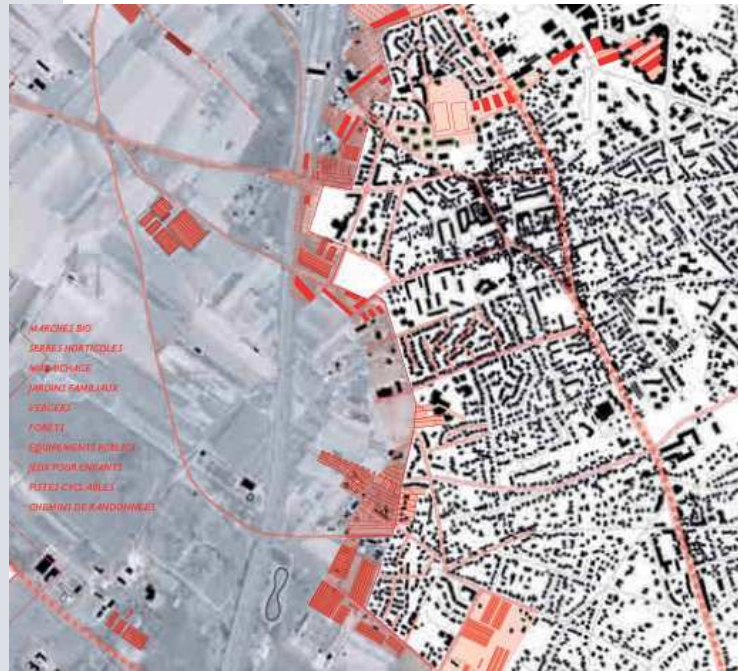 MARCHES BIO
SERRES HORTICOLES
MARAICHAGE
JARDINS FAMILIAUX
VERGERS
FORETS
EQUIPEMENTS PUBLICS
JEUX POUR ENFANTS
PISTES CYCLABLES
CHEMINS DE RANDONNEES